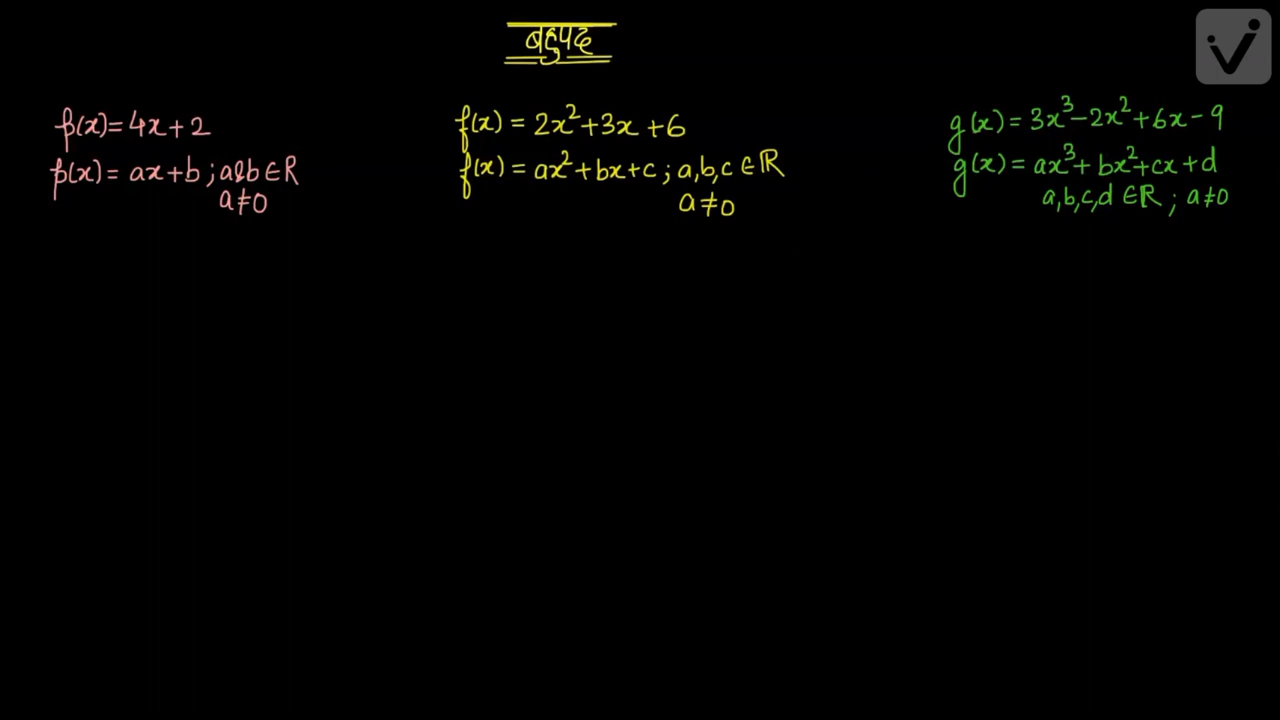 बहुपद
p(x) = 4x + 2
p(x) = ax + b ; a&b ∈ R
a ≠ 0
f(x) = 2x² + 3x + 6
f(x) = ax² + bx + c ; a, b, c ∈ R
a ≠ 0
g(x) = 3x³ - 2x² + 6x - 9
g(x) = ax³ + bx² + cx + d
a, b, c, d ∈ R ; a ≠ 0